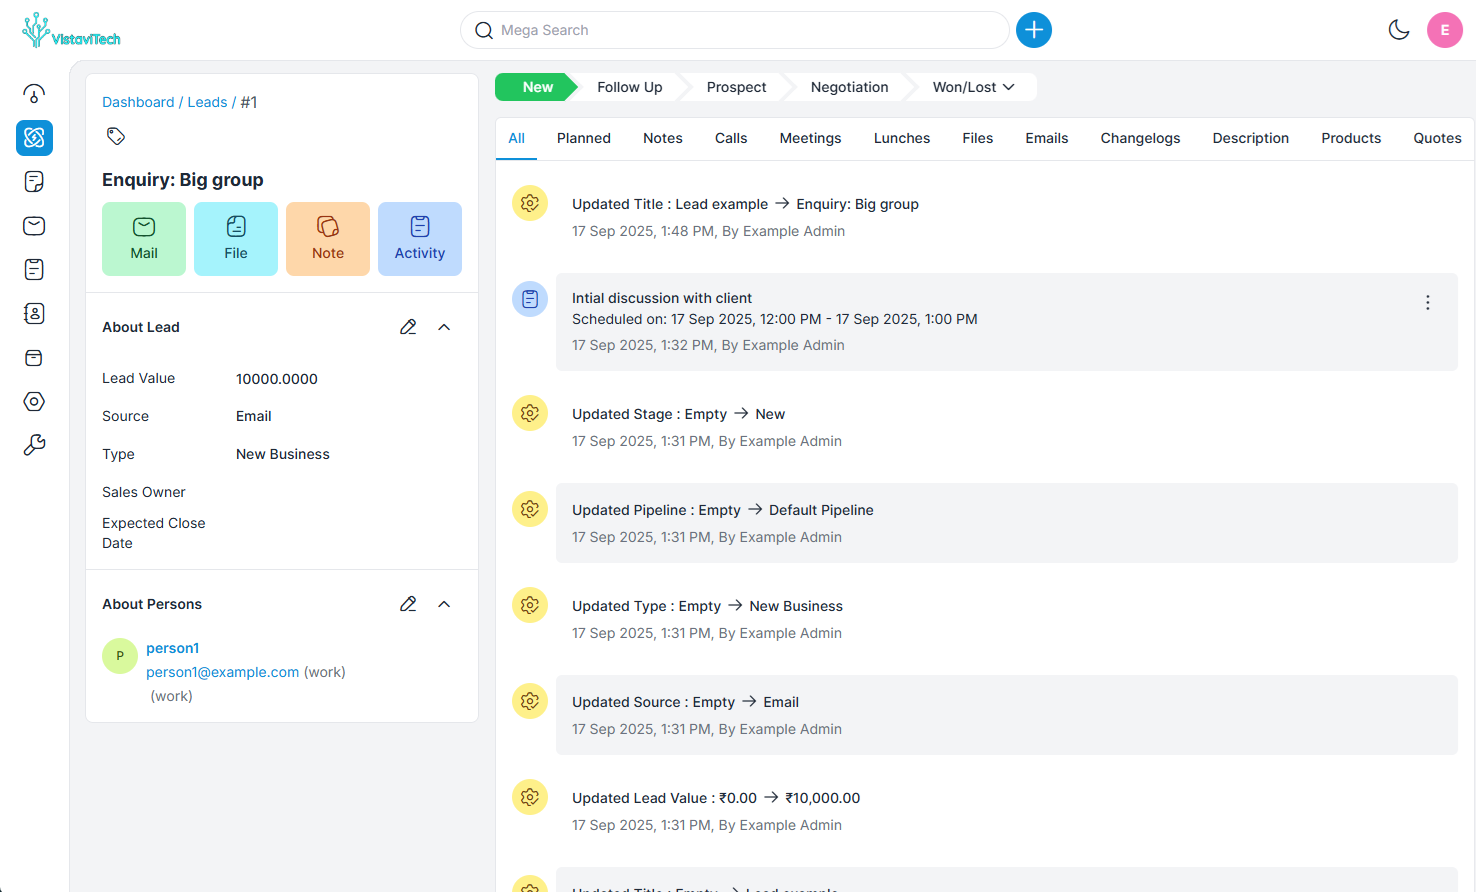 VistaviTech
Mega Search
E
Dashboard / Leads / #1
Enquiry: Big group
Mail
File
Note
Activity
About Lead
Lead Value 10000.0000
Source Email
Type New Business
Sales Owner
Expected Close
Date
About Persons
P
person1
person1@example.com (work)
(work)
New Follow Up Prospect Negotiation Won/Lost
All Planned Notes Calls Meetings Lunches Files Emails Changelogs Description Products Quotes
Updated Title : Lead example → Enquiry: Big group
17 Sep 2025, 1:48 PM, By Example Admin
Intial discussion with client
Scheduled on: 17 Sep 2025, 12:00 PM - 17 Sep 2025, 1:00 PM
17 Sep 2025, 1:32 PM, By Example Admin
Updated Stage : Empty → New
17 Sep 2025, 1:31 PM, By Example Admin
Updated Pipeline : Empty → Default Pipeline
17 Sep 2025, 1:31 PM, By Example Admin
Updated Type : Empty → New Business
17 Sep 2025, 1:31 PM, By Example Admin
Updated Source : Empty → Email
17 Sep 2025, 1:31 PM, By Example Admin
Updated Lead Value : ₹0.00 → ₹10,000.00
17 Sep 2025, 1:31 PM, By Example Admin
Updated Title : Empty → Lead example